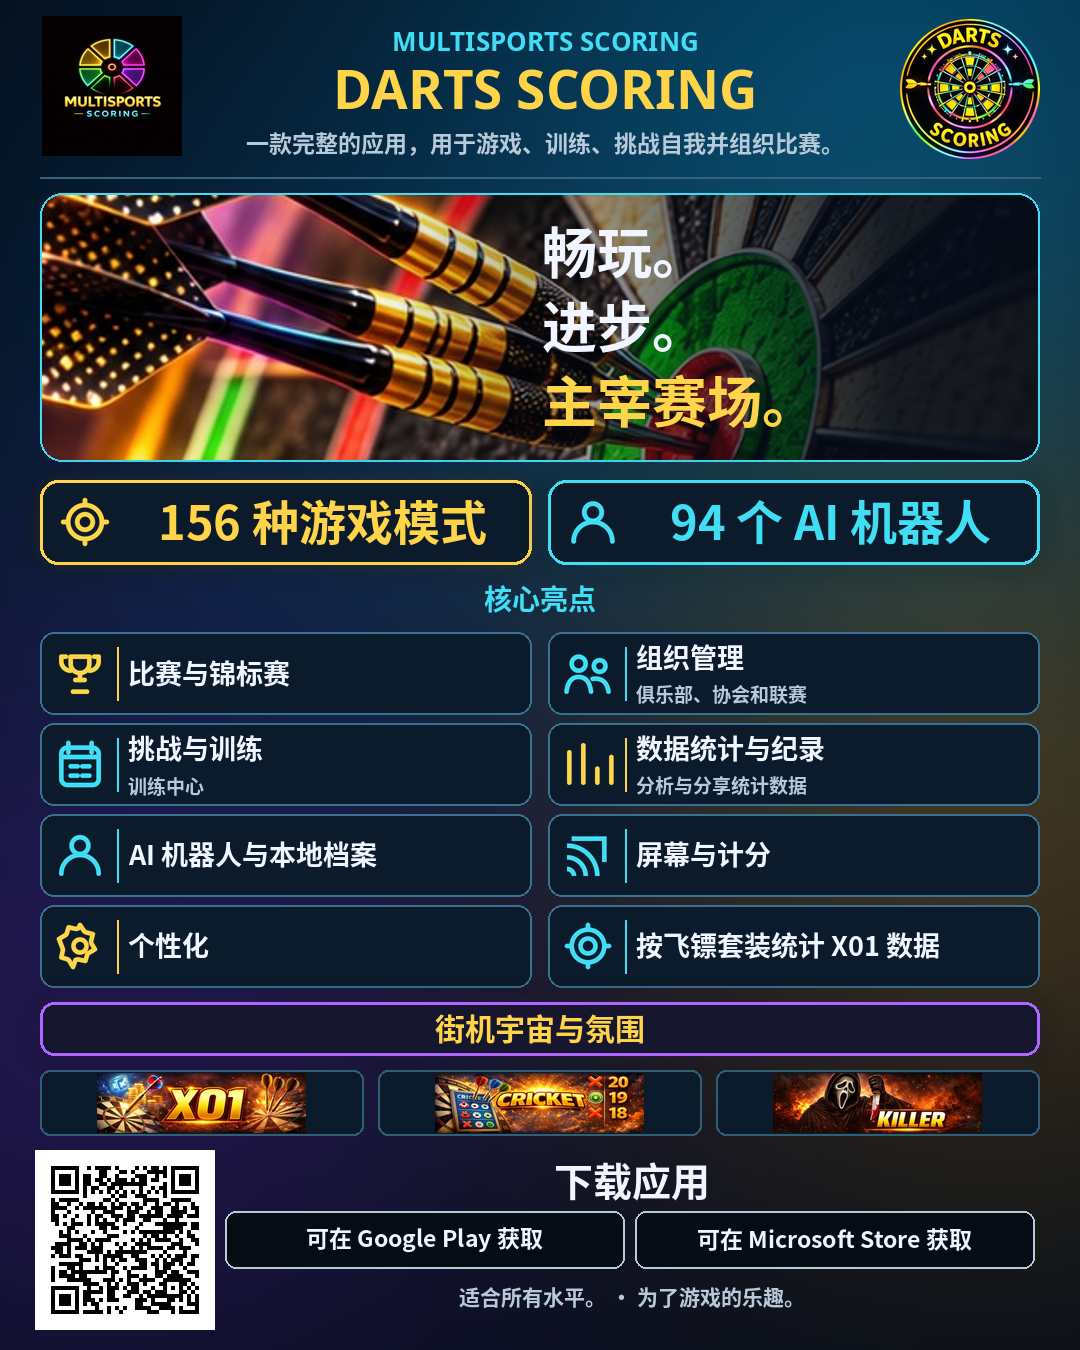 MULTISPORTS
SCORING
MULTISPORTS SCORING
DARTS SCORING
一款完整的应用，用于游戏、训练、挑战自我并组织比赛。
DARTS
SCORING
畅玩。
进步。
主宰赛场。
156 种游戏模式
94 个 AI 机器人
核心亮点
比赛与锦标赛
组织管理
俱乐部、协会和联赛
挑战与训练
训练中心
数据统计与纪录
分析与分享统计数据
AI 机器人与本地档案
屏幕与计分
个性化
按飞镖套装统计 X01 数据
街机宇宙与氛围
X01
CRICKET
CRICKET
20
19
18
KILLER
下载应用
可在 Google Play 获取
可在 Microsoft Store 获取
适合所有水平。 • 为了游戏的乐趣。